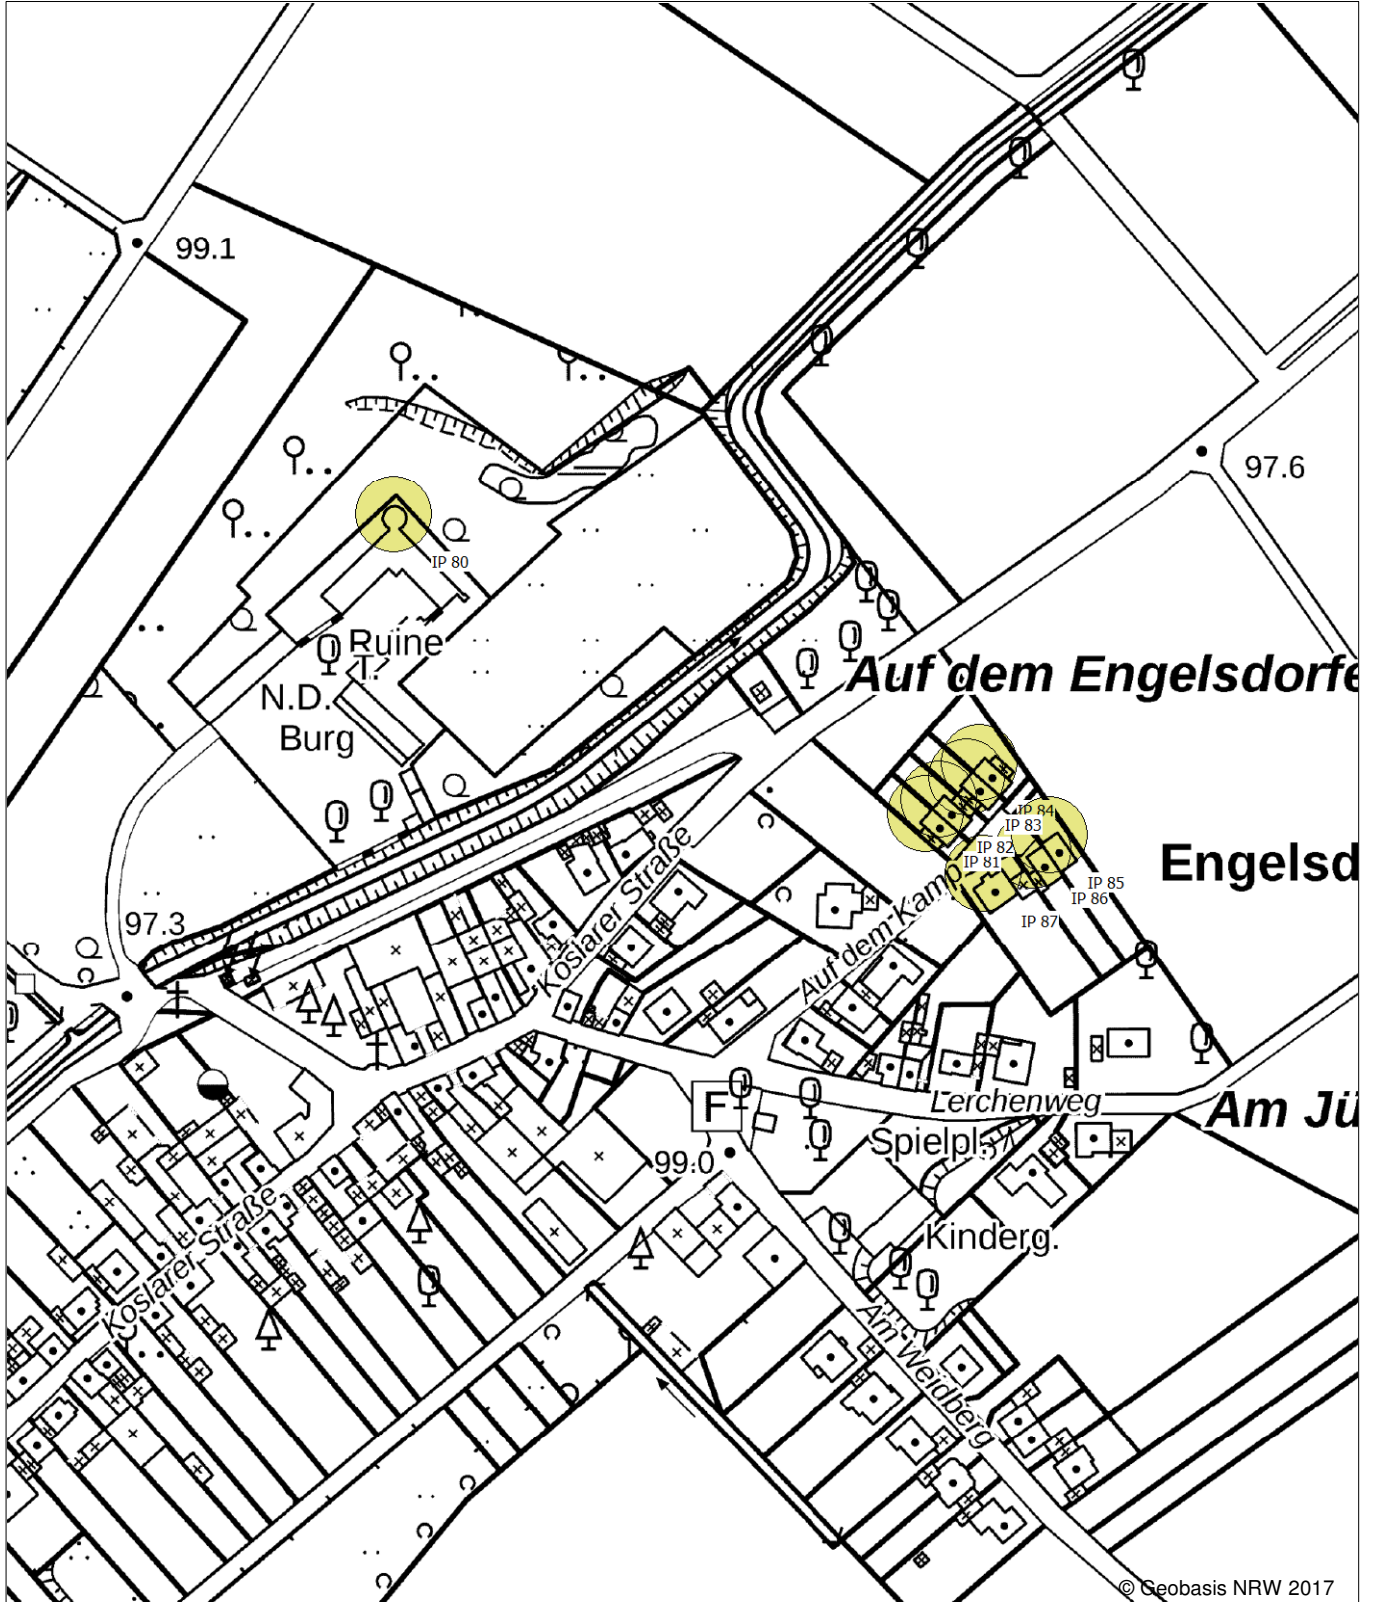 99.1
97.6
IP 80
Ruine
T.
N.D.
Burg
Auf dem Engelsdorfe
IP 84
IP 83
IP 82
IP 81
Engelsd
IP 85
IP 86
IP 87
97.3
Koslarer Straße
Auf dem Kamp
Lerchenweg
Am Jü
F
Spielpl.
99.0
Koslarer Straße
Kinderg.
Am Weidberg
© Geobasis NRW 2017